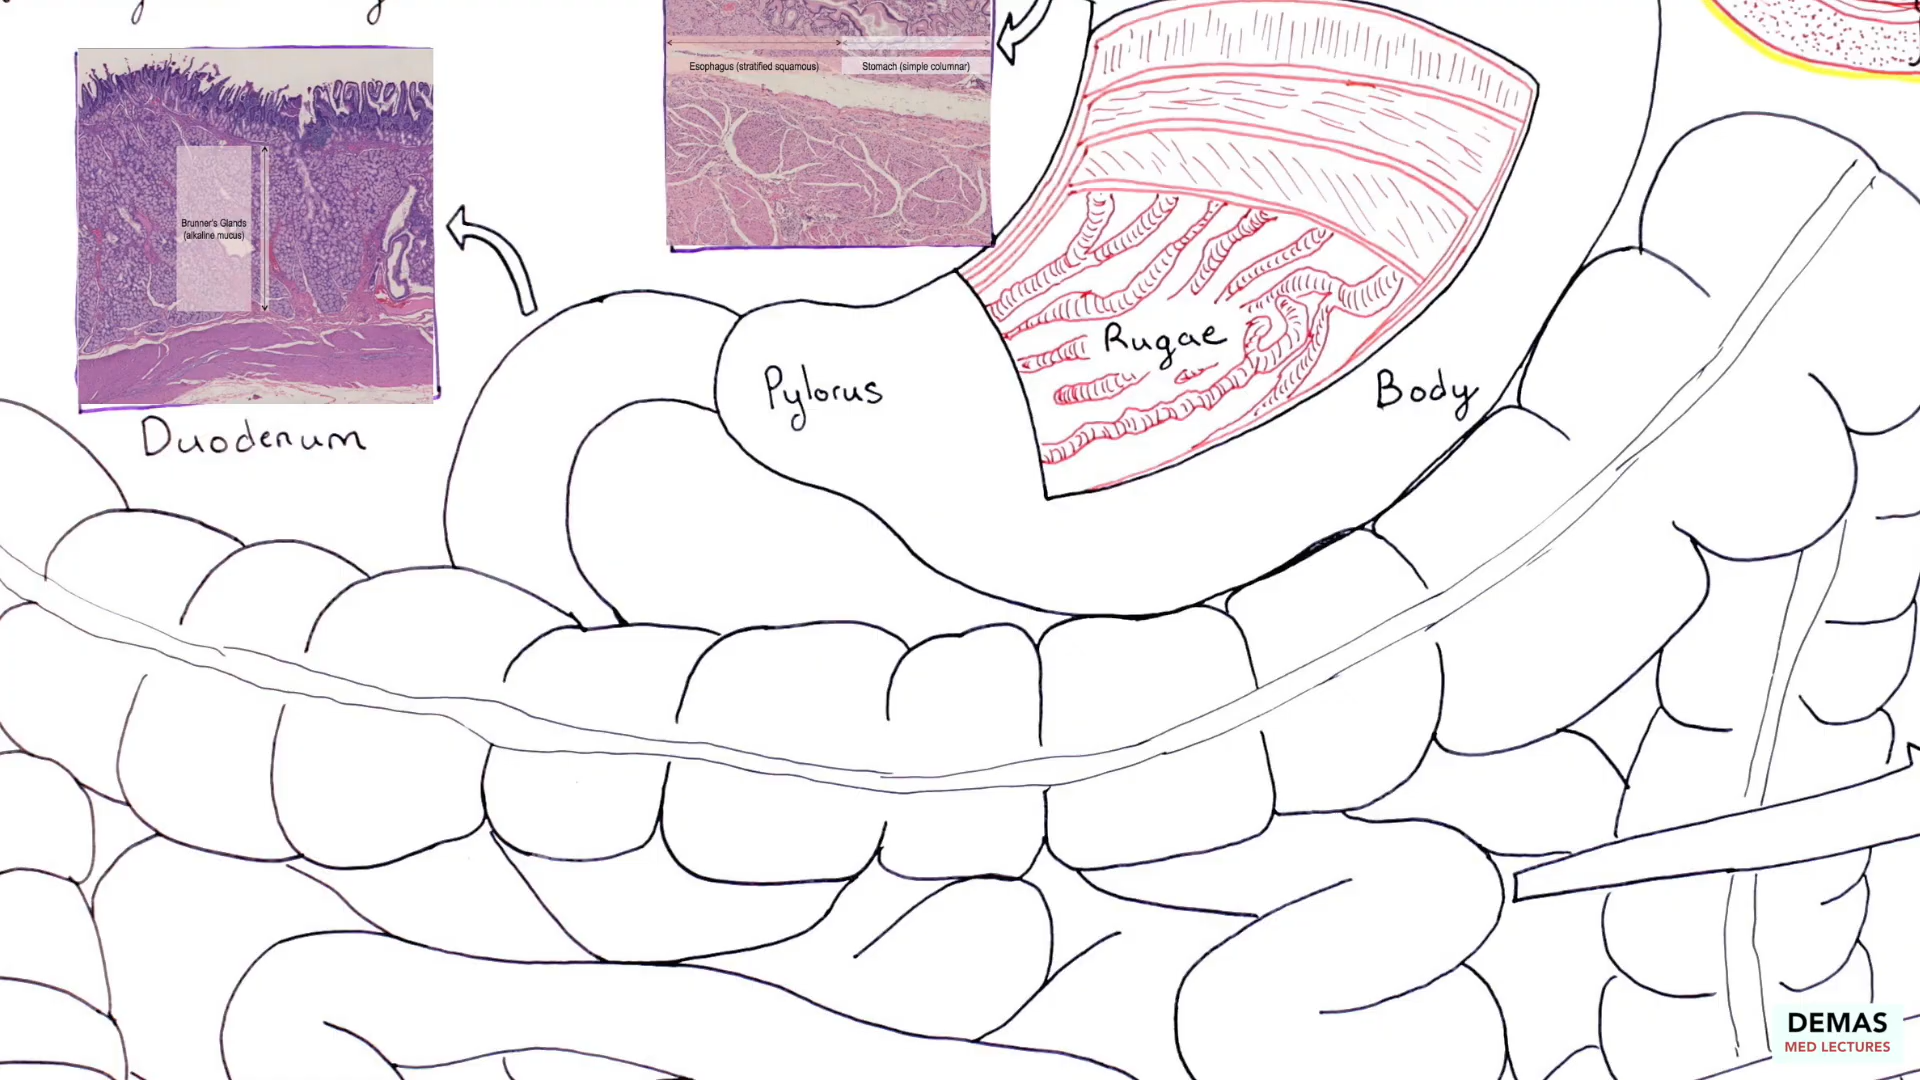 Esophagus (stratified squamous)
Stomach (simple columnar)
Brunner's Glands
(alkaline mucus)
Rugae
Pylorus
Body
Duodenum
DEMAS
MED LECTURES